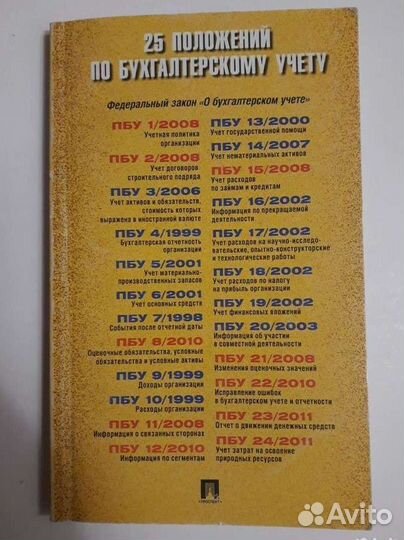 25 ПОЛОЖЕНИЙ
ПО БУХГАЛТЕРСКОМУ УЧЕТУ
Федеральный закон «О бухгалтерском учете»
ПБУ 1/2008
Учетная политика
организации
ПБУ 2/2008
Учет договоров
строительного подряда
ПБУ 3/2006
Учет активов и обязательств,
стоимость которых
выражена в иностранной валюте
ПБУ 4/1999
Бухгалтерская отчетность
организации
ПБУ 5/2001
Учет материально-
производственных запасов
ПБУ 6/2001
Учет основных средств
ПБУ 7/1998
События после отчетной даты
ПБУ 8/2010
Оценочные обязательства, условные
обязательства и условные активы
ПБУ 9/1999
Доходы организации
ПБУ 10/1999
Расходы организации
ПБУ 11/2008
Информация о связанных сторонах
ПБУ 12/2010
Информация по сегментам
ПБУ 13/2000
Учет государственной помощи
ПБУ 14/2007
Учет нематериальных активов
ПБУ 15/2008
Учет расходов
по займам и кредитам
ПБУ 16/2002
Информация по прекращаемой
деятельности
ПБУ 17/2002
Учет расходов на научно-исследо-
вательские, опытно-конструкторские
и технологические работы
ПБУ 18/2002
Учет расходов по налогу
на прибыль организации
ПБУ 19/2002
Учет финансовых вложений
ПБУ 20/2003
Информация об участии
в совместной деятельности
ПБУ 21/2008
Изменения оценочных значений
ПБУ 22/2010
Исправление ошибок
в бухгалтерском учете и отчетности
ПБУ 23/2011
Отчет о движении денежных средств
ПБУ 24/2011
Учет затрат на освоение
природных ресурсов
•ПРОСПЕКТ•
Avito